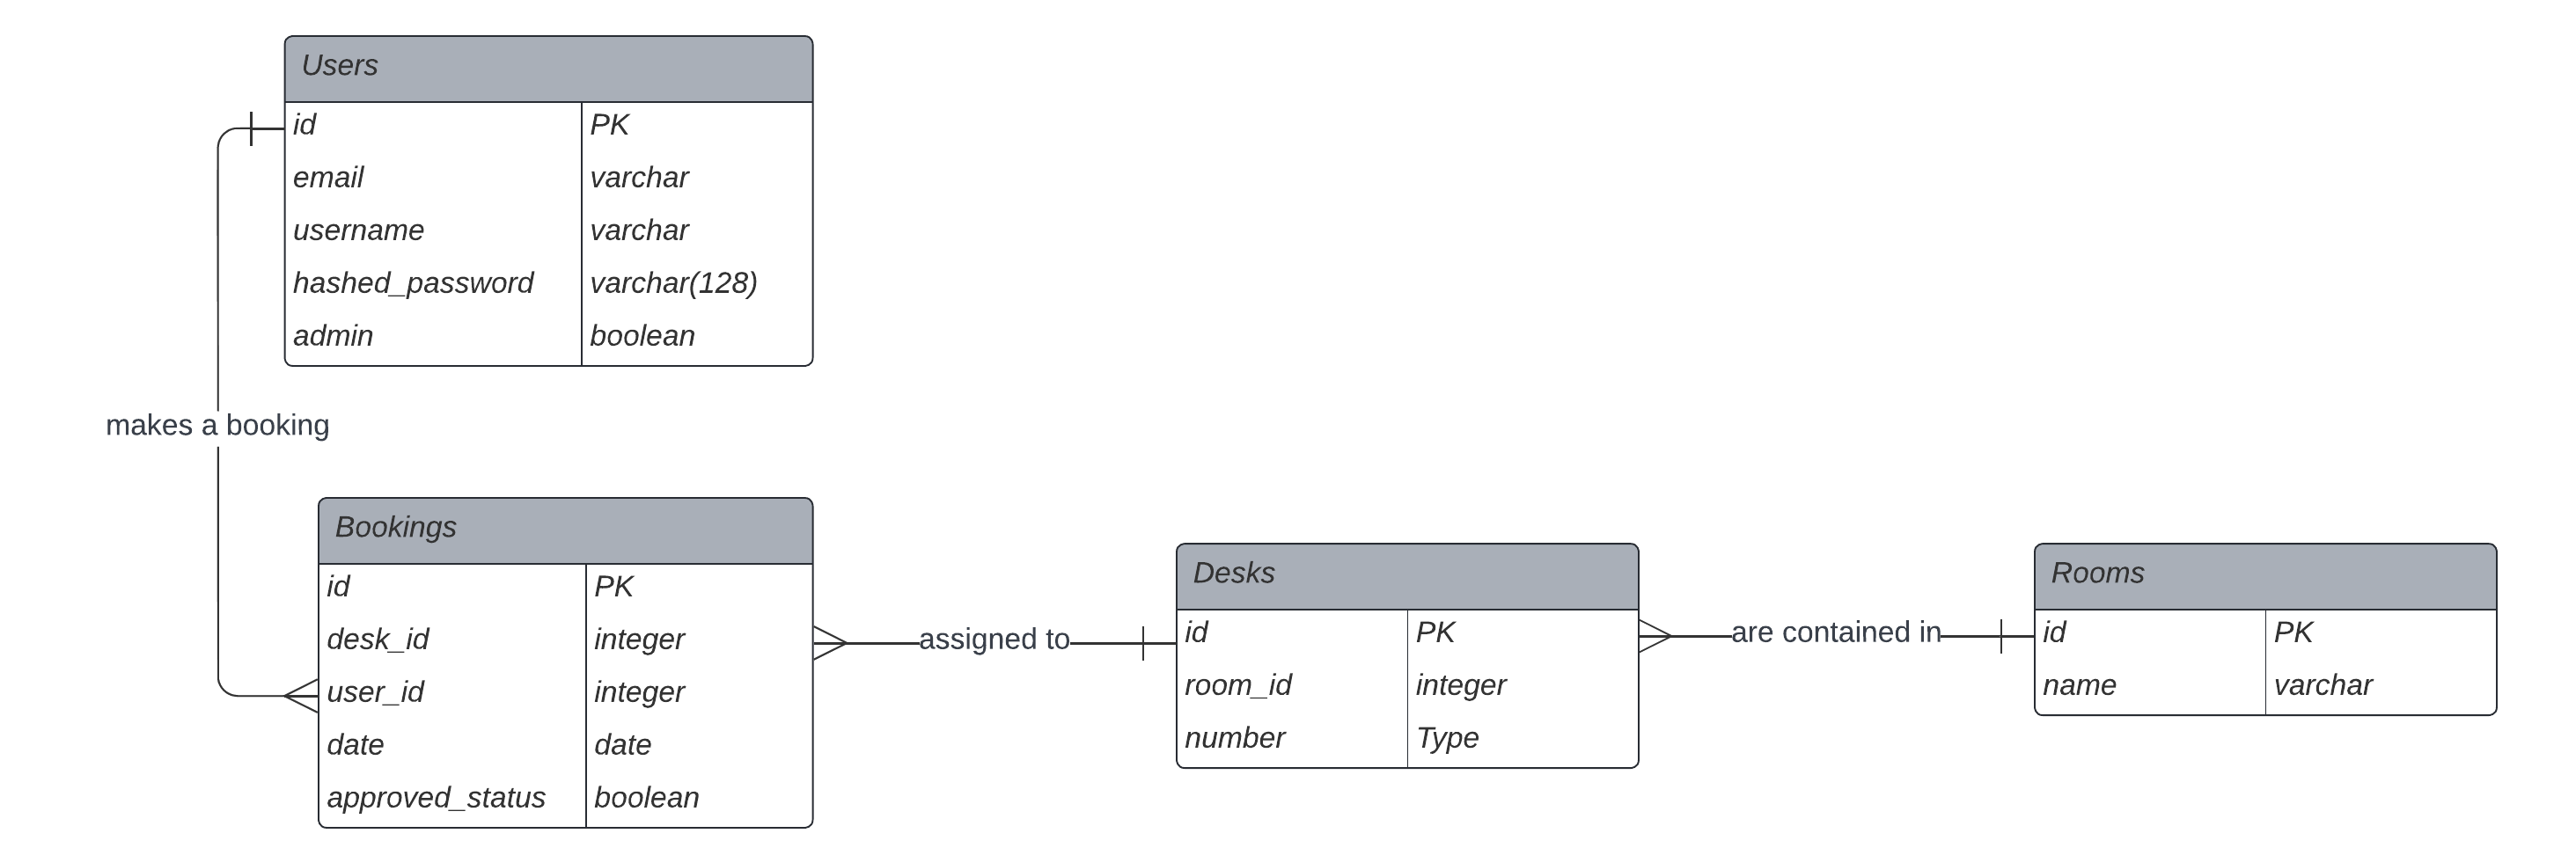 Users
id PK
email varchar
username varchar
hashed_password varchar(128)
admin boolean
makes a booking
Bookings
id PK
desk_id integer
user_id integer
date date
approved_status boolean
assigned to
Desks
id PK
room_id integer
number Type
are contained in
Rooms
id PK
name varchar